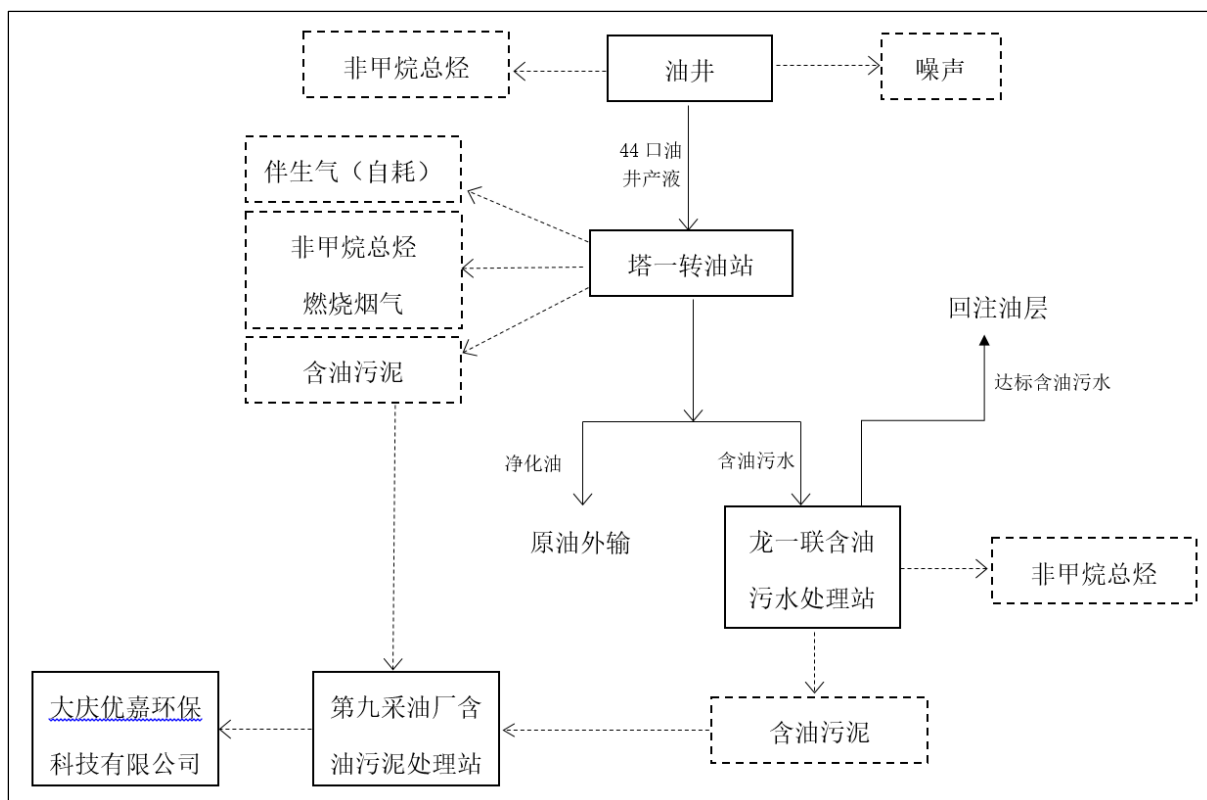 非甲烷总烃
油井
噪声
44 口油
井产液
伴生气（自耗）
非甲烷总烃
燃烧烟气
含油污泥
塔一转油站
回注油层
达标含油污水
净化油
含油污水
原油外输
龙一联含油
污水处理站
非甲烷总烃
大庆优嘉环保
科技有限公司
第九采油厂含
油污泥处理站
含油污泥